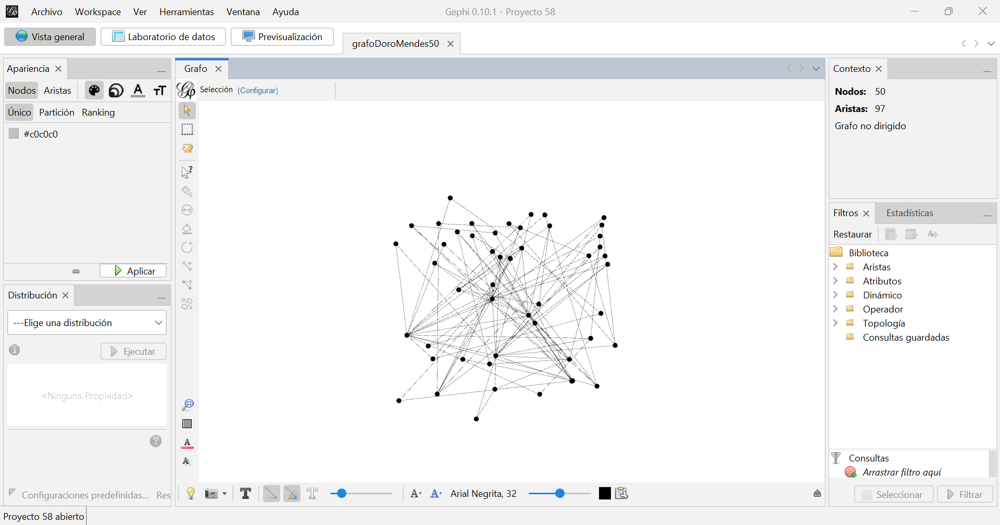 Archivo Workspace Ver Herramientas Ventana Ayuda Gephi 0.10.1 - Proyecto 58
Vista general Laboratorio de datos Previsualización grafoDoroMendes50
Apariencia
Nodos Aristas A TT
Único Partición Ranking
#c0c0c0
Aplicar
Distribución
---Elige una distribución
Ejecutar
<Ninguna Propiedad>
Configuraciones predefinidas... Res
Proyecto 58 abierto
Grafo
Selección (Configurar)
Arial Negrita, 32
Contexto
Nodos: 50
Aristas: 97
Grafo no dirigido
Filtros Estadísticas
Restaurar
Biblioteca
Aristas
Atributos
Dinámico
Operador
Topología
Consultas guardadas
Consultas
Arrastrar filtro aquí
Seleccionar Filtrar